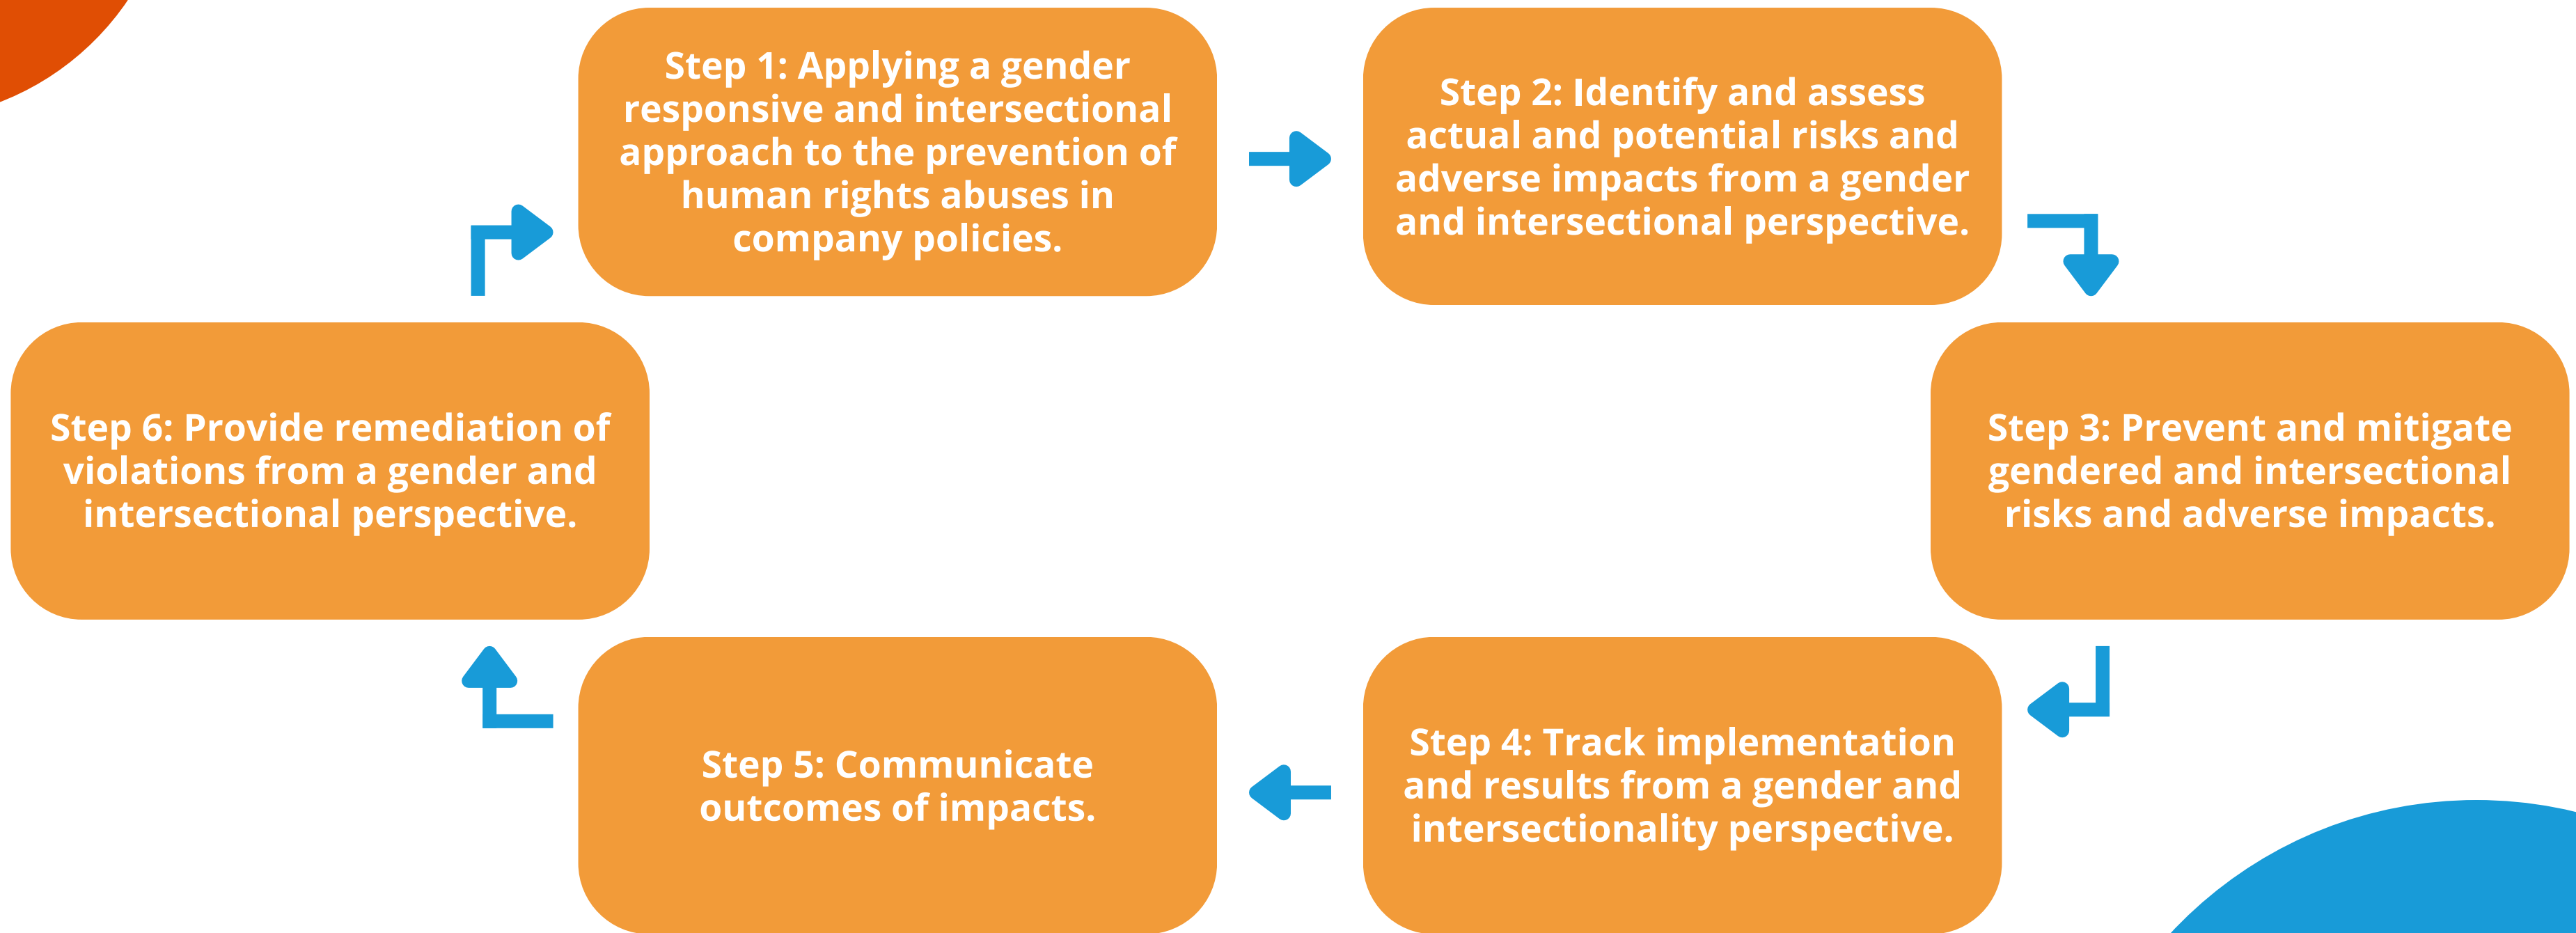 Step 1: Applying a gender
responsive and intersectional
approach to the prevention of
human rights abuses in
company policies.
Step 2: Identify and assess
actual and potential risks and
adverse impacts from a gender
and intersectional perspective.
Step 3: Prevent and mitigate
gendered and intersectional
risks and adverse impacts.
Step 4: Track implementation
and results from a gender and
intersectionality perspective.
Step 5: Communicate
outcomes of impacts.
Step 6: Provide remediation of
violations from a gender and
intersectional perspective.